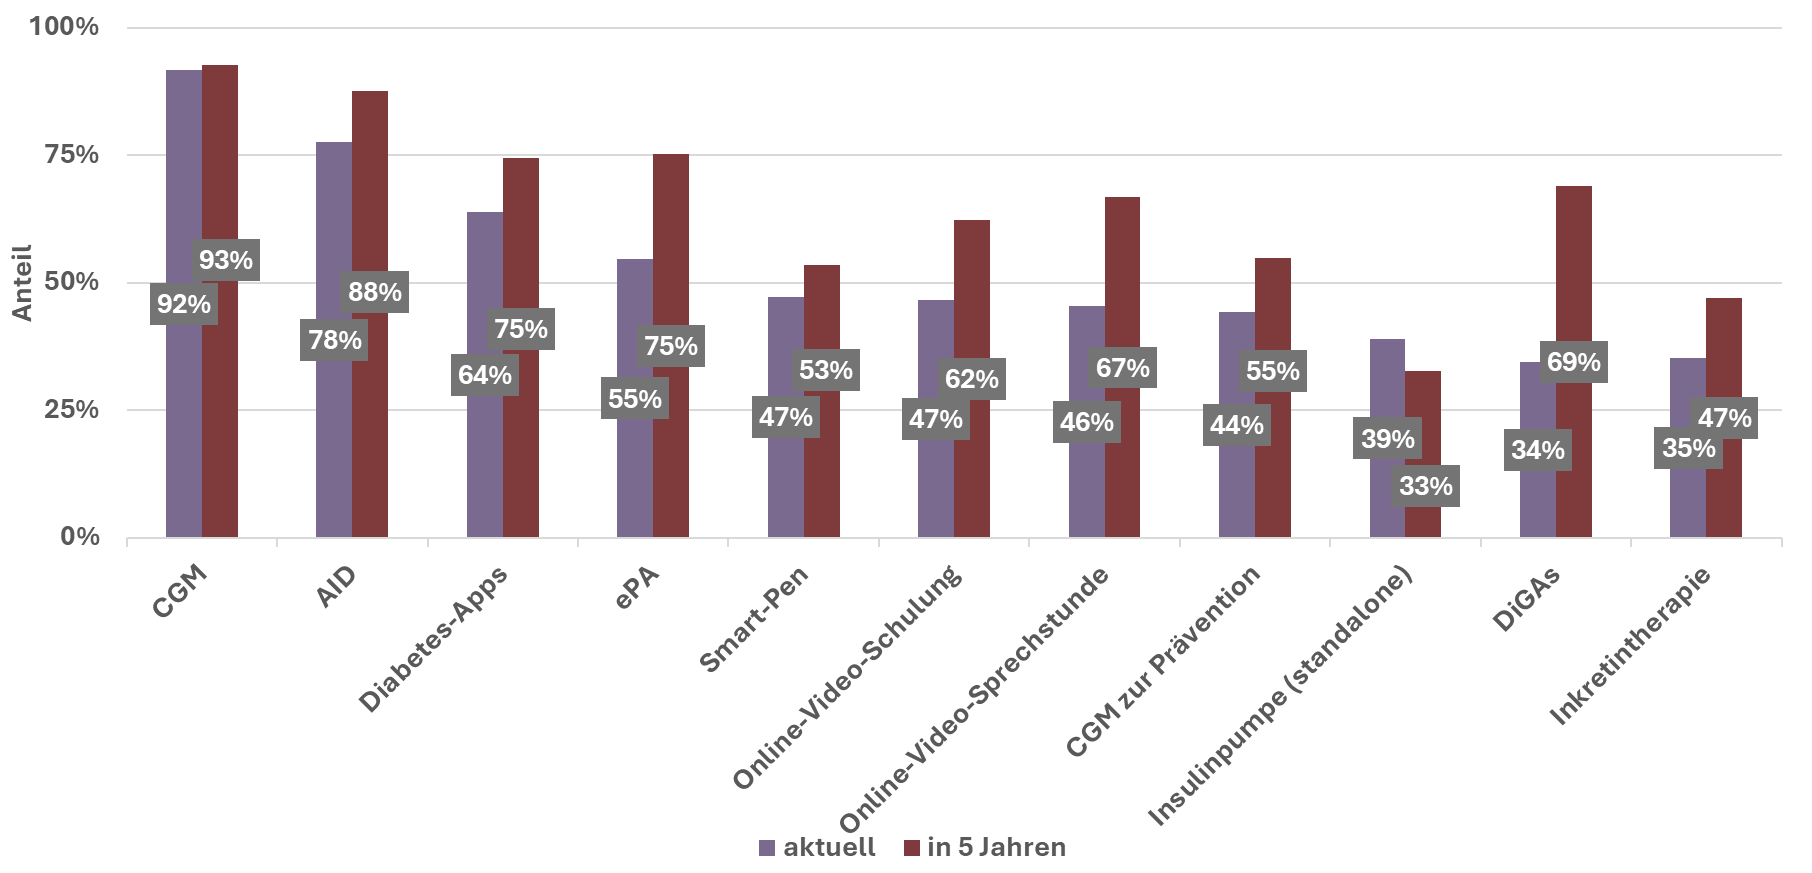 100%
75%
50%
25%
0%
Anteil
92%
93%
78%
88%
64%
75%
55%
75%
47%
53%
47%
62%
46%
67%
44%
55%
39%
33%
34%
69%
35%
47%
CGM
AID
Diabetes-Apps
ePA
Smart-Pen
Online-Video-Schulung
Online-Video-Sprechstunde
CGM zur Prävention
Insulinpumpe (standalone)
DiGAs
Inkretintherapie
aktuell
in 5 Jahren